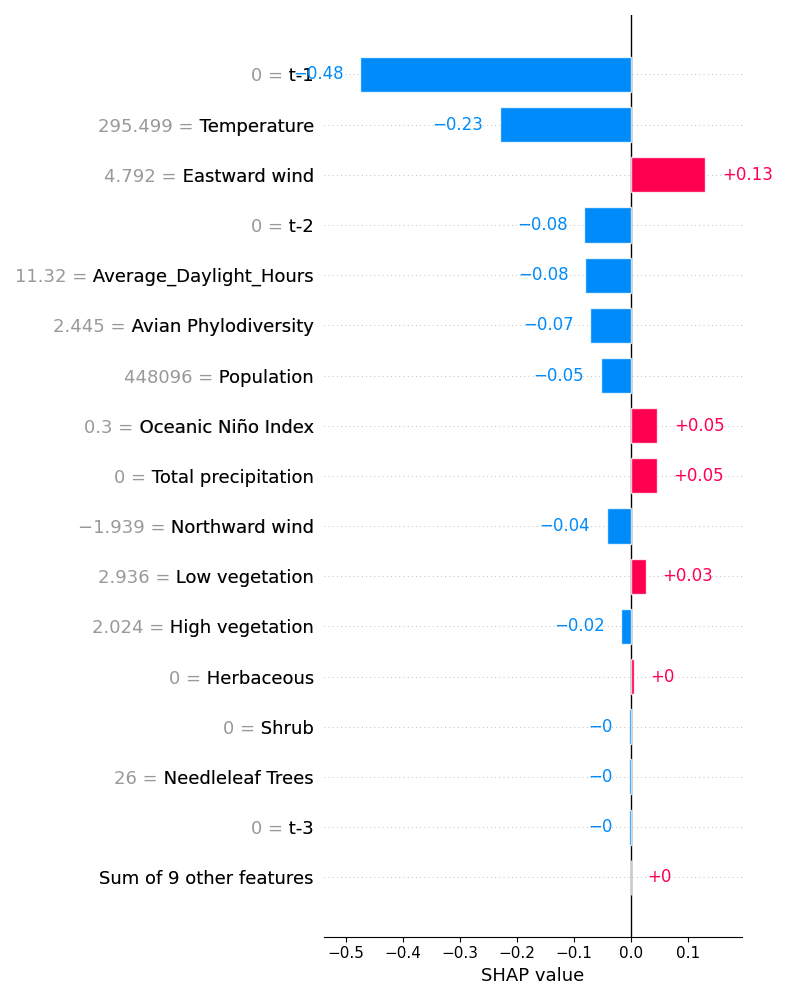 0 = t-1 −0.48
295.499 = Temperature −0.23
4.792 = Eastward wind +0.13
0 = t-2 −0.08
11.32 = Average_Daylight_Hours −0.08
2.445 = Avian Phylodiversity −0.07
448096 = Population −0.05
0.3 = Oceanic Niño Index +0.05
0 = Total precipitation +0.05
−1.939 = Northward wind −0.04
2.936 = Low vegetation +0.03
2.024 = High vegetation −0.02
0 = Herbaceous +0
0 = Shrub −0
26 = Needleleaf Trees −0
0 = t-3 −0
Sum of 9 other features +0
−0.5 −0.4 −0.3 −0.2 −0.1 0.0 0.1
SHAP value